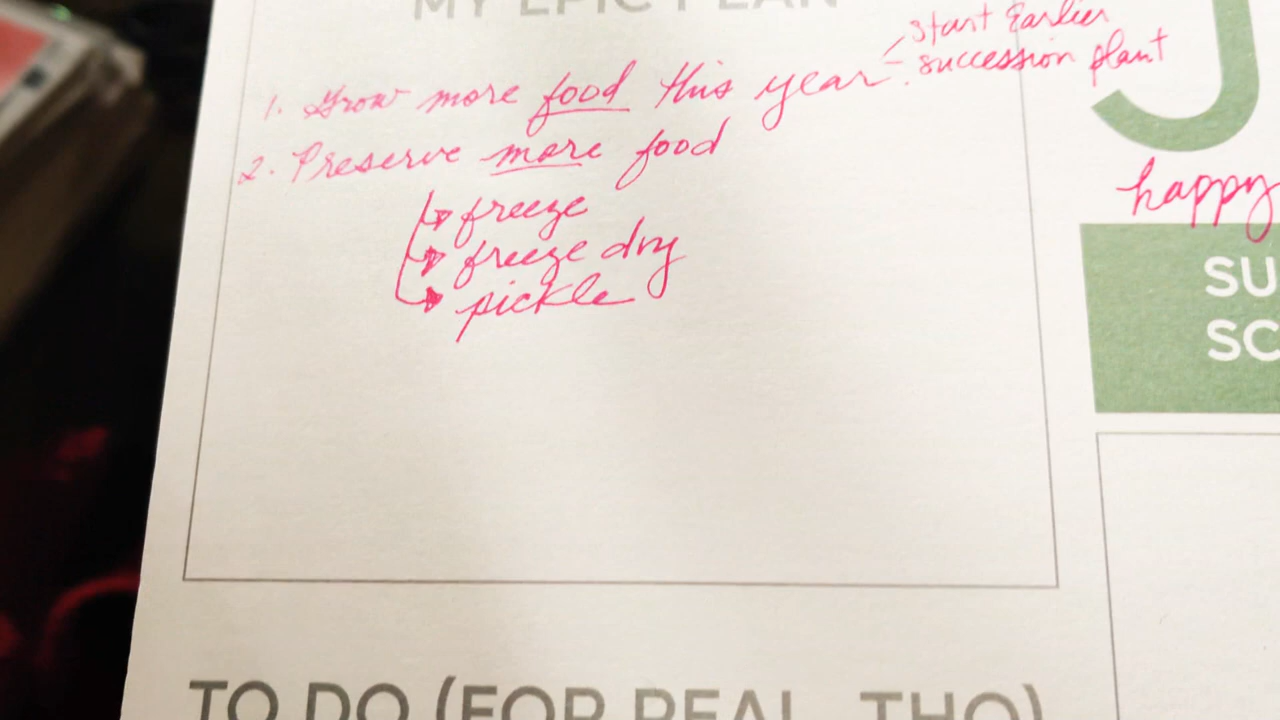 MY EPIC PLAN
start Earlier
succession plant
1. Grow more food this year
2. Preserve more food
freeze
freeze dry
pickle
J
happy
SU
SC
TO DO (FOR REAL, THO)